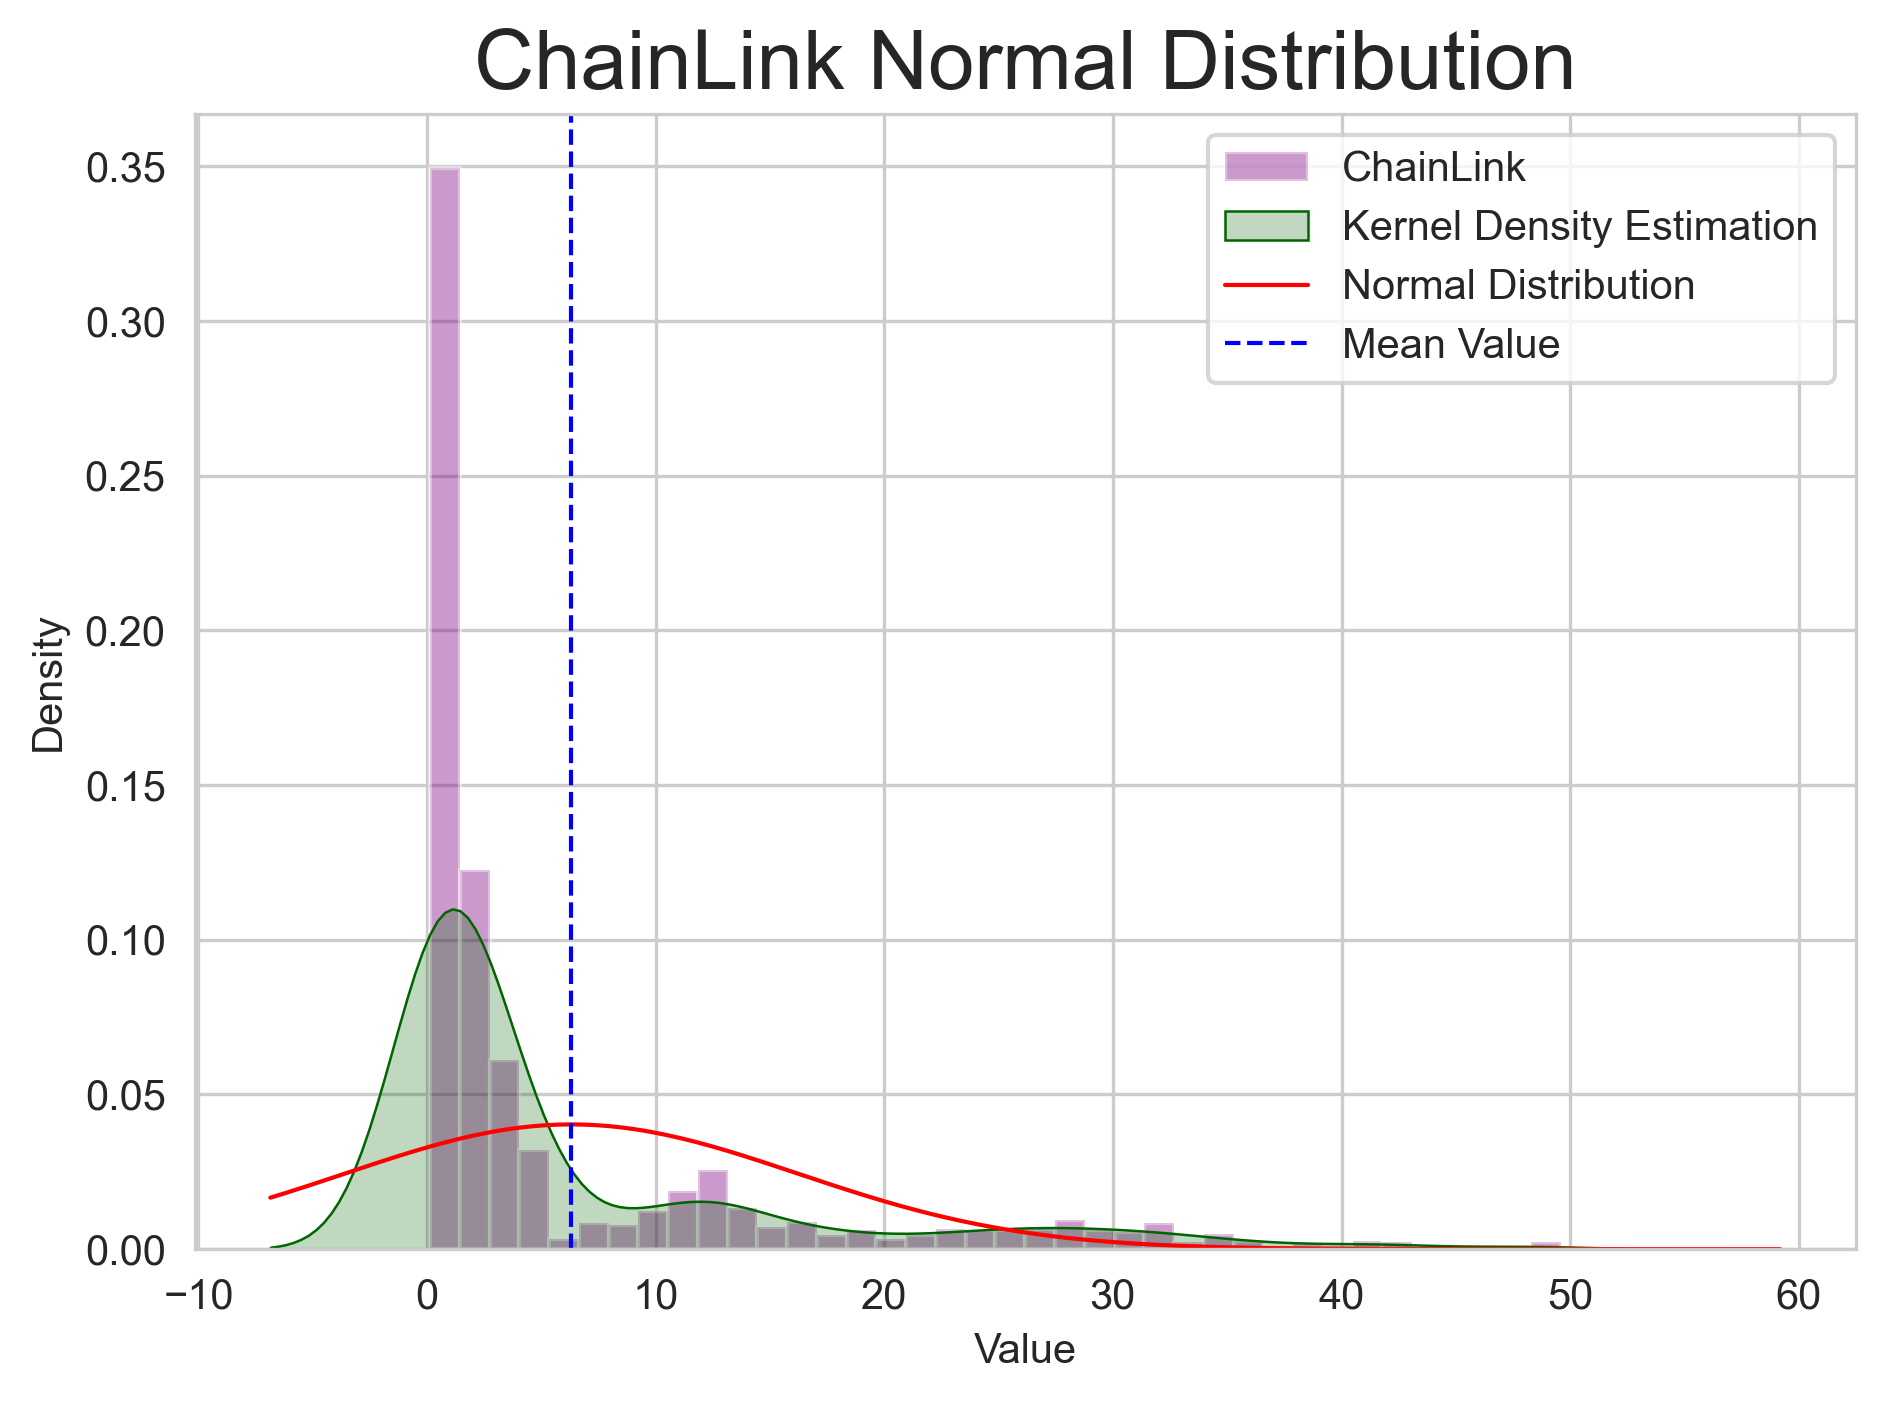 ChainLink Normal Distribution
ChainLink
Kernel Density Estimation
Normal Distribution
Mean Value
0.35
0.30
0.25
0.20
0.15
0.10
0.05
0.00
Density
−10 0 10 20 30 40 50 60
Value